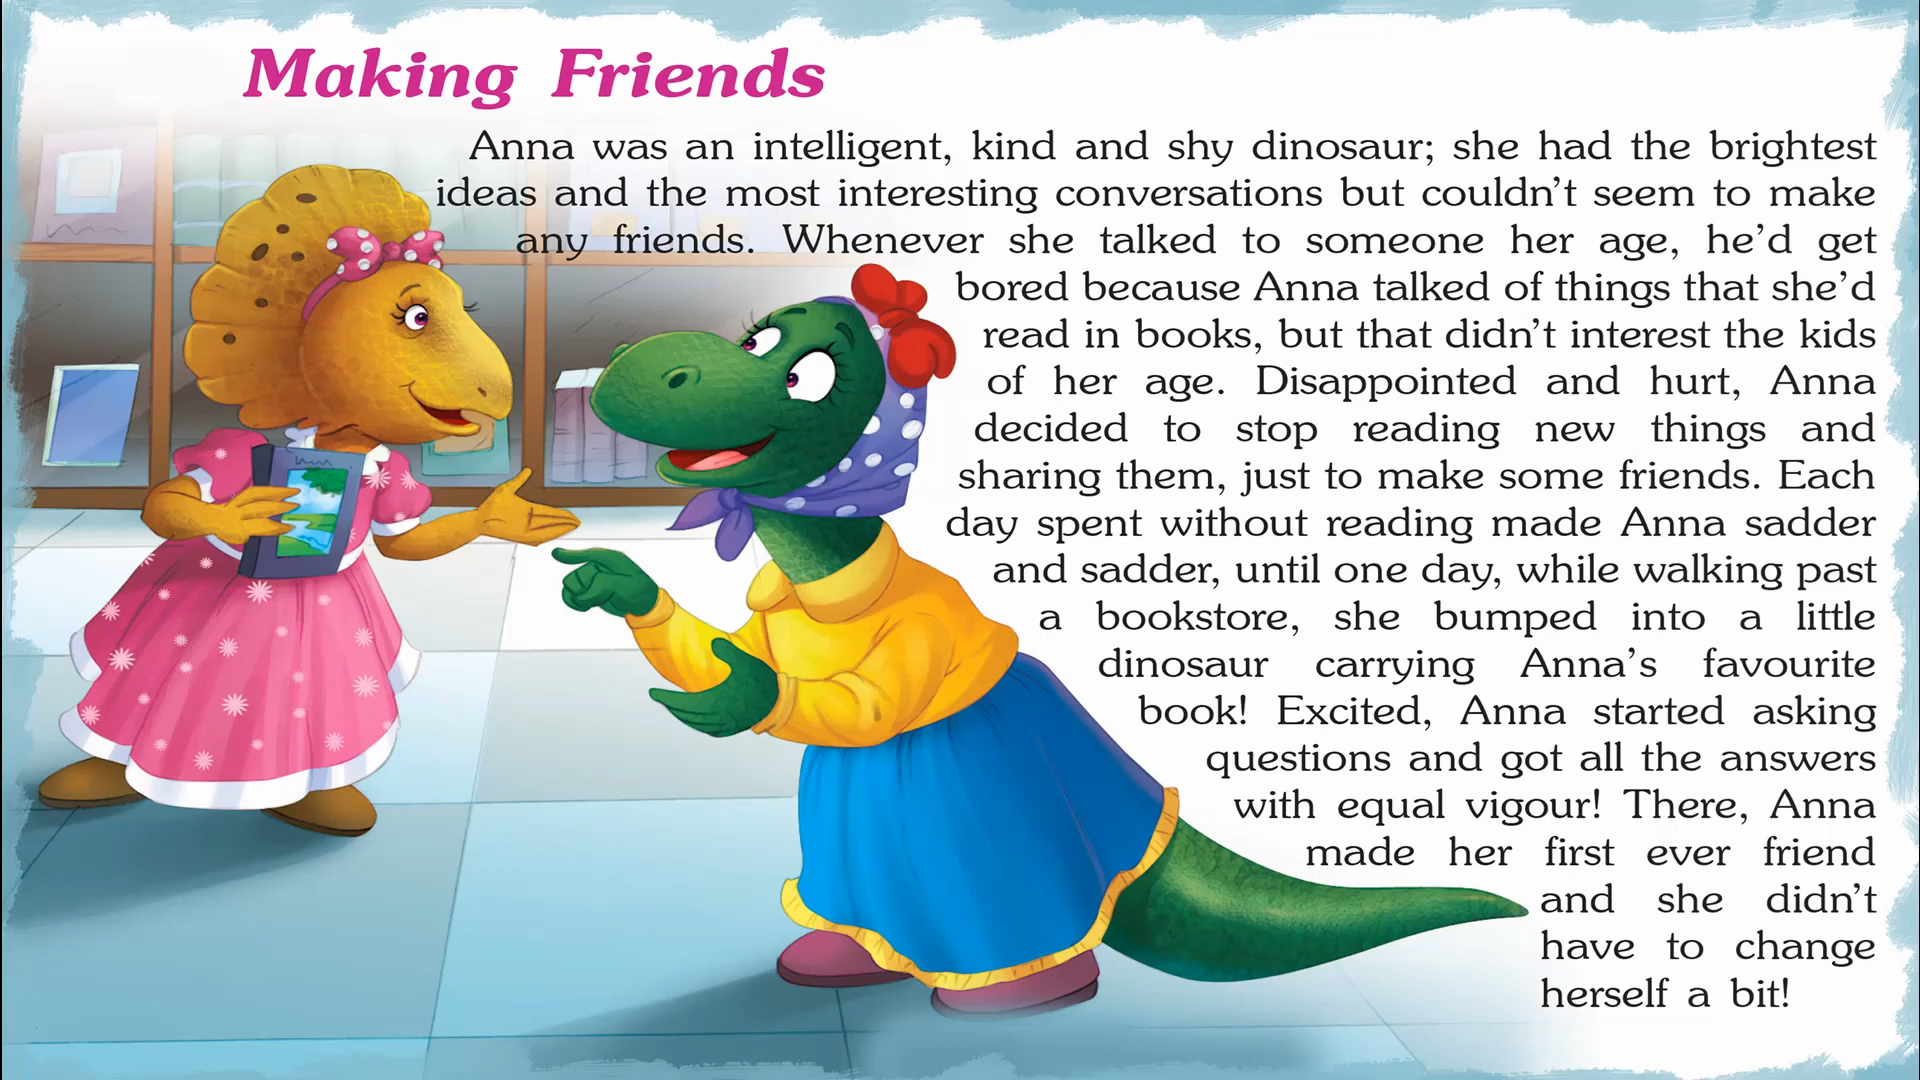 Making Friends
Anna was an intelligent, kind and shy dinosaur; she had the brightest
ideas and the most interesting conversations but couldn't seem to make
any friends. Whenever she talked to someone her age, he'd get
bored because Anna talked of things that she'd
read in books, but that didn't interest the kids
of her age. Disappointed and hurt, Anna
decided to stop reading new things and
sharing them, just to make some friends. Each
day spent without reading made Anna sadder
and sadder, until one day, while walking past
a bookstore, she bumped into a little
dinosaur carrying Anna's favourite
book! Excited, Anna started asking
questions and got all the answers
with equal vigour! There, Anna
made her first ever friend
and she didn't
have to change
herself a bit!